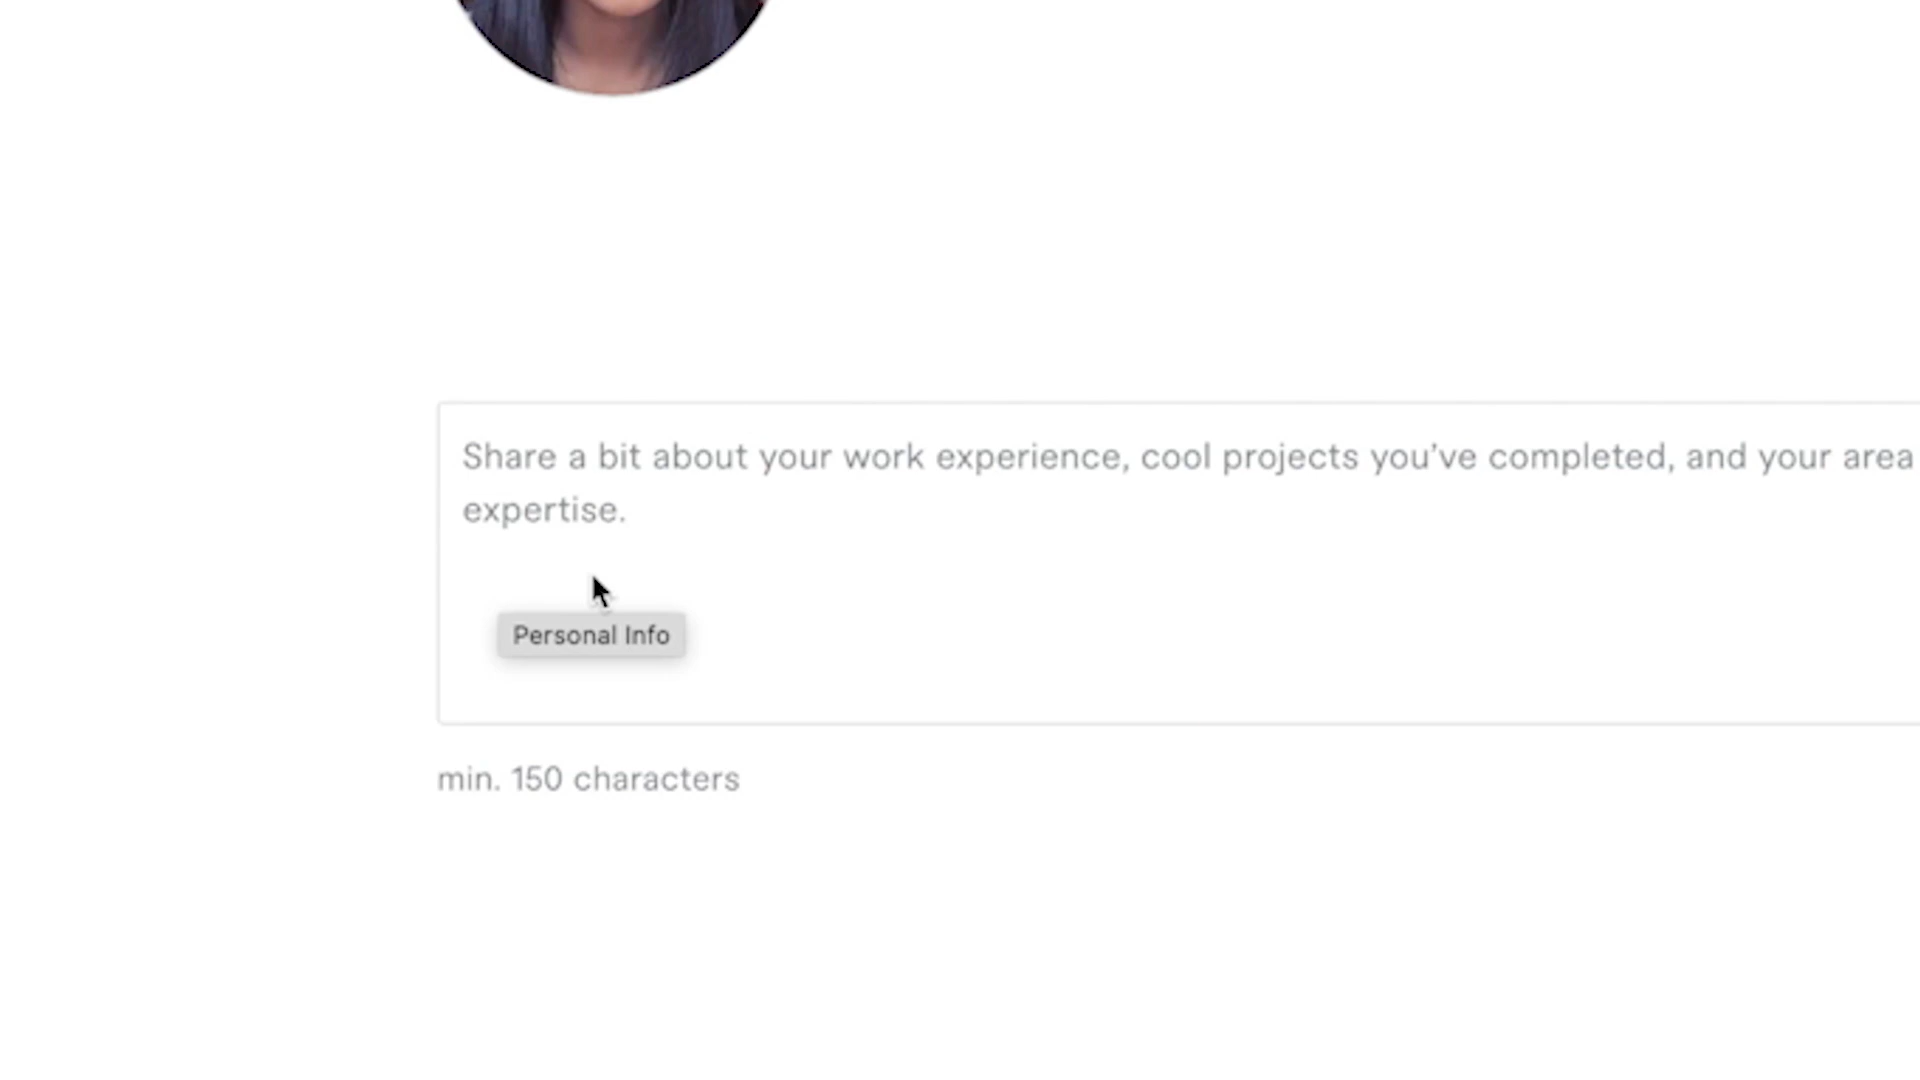 Share a bit about your work experience, cool projects you’ve completed, and your area
expertise.
Personal Info
min. 150 characters